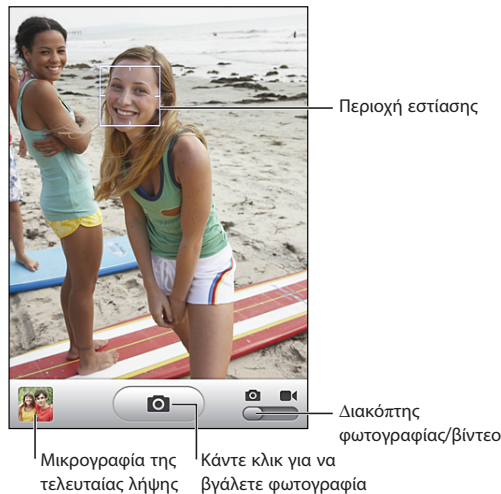 Περιοχή εστίασης
Διακόπτης
φωτογραφίας/βίντεο
Μικρογραφία της
τελευταίας λήψης
Κάντε κλικ για να
βγάλετε φωτογραφία